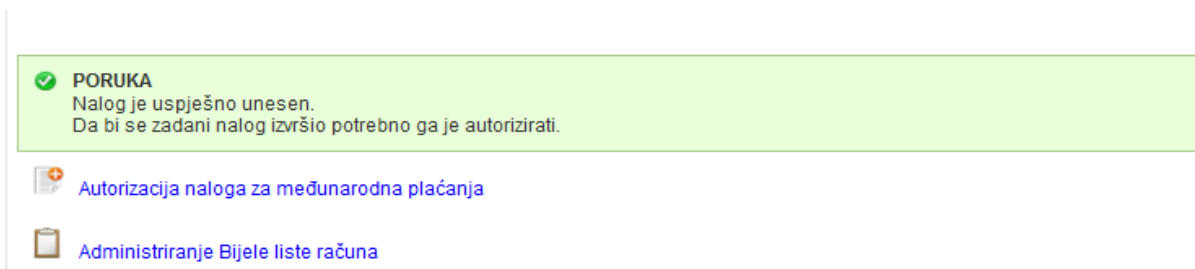 PORUKA
Nalog je uspješno unesen.
Da bi se zadani nalog izvršio potrebno ga je autorizirati.
Autorizacija naloga za međunarodna plaćanja
Administriranje Bijele liste računa